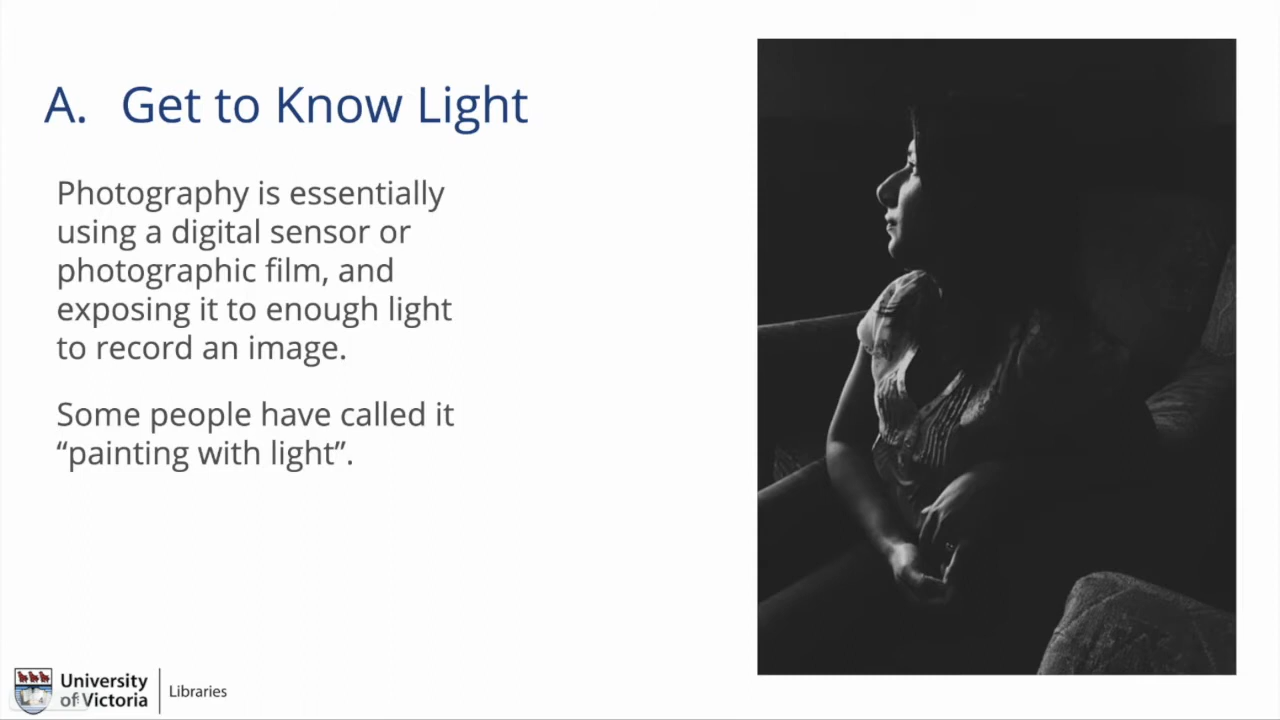 A. Get to Know Light
Photography is essentially
using a digital sensor or
photographic film, and
exposing it to enough light
to record an image.
Some people have called it
“painting with light”.
University
of Victoria
Libraries